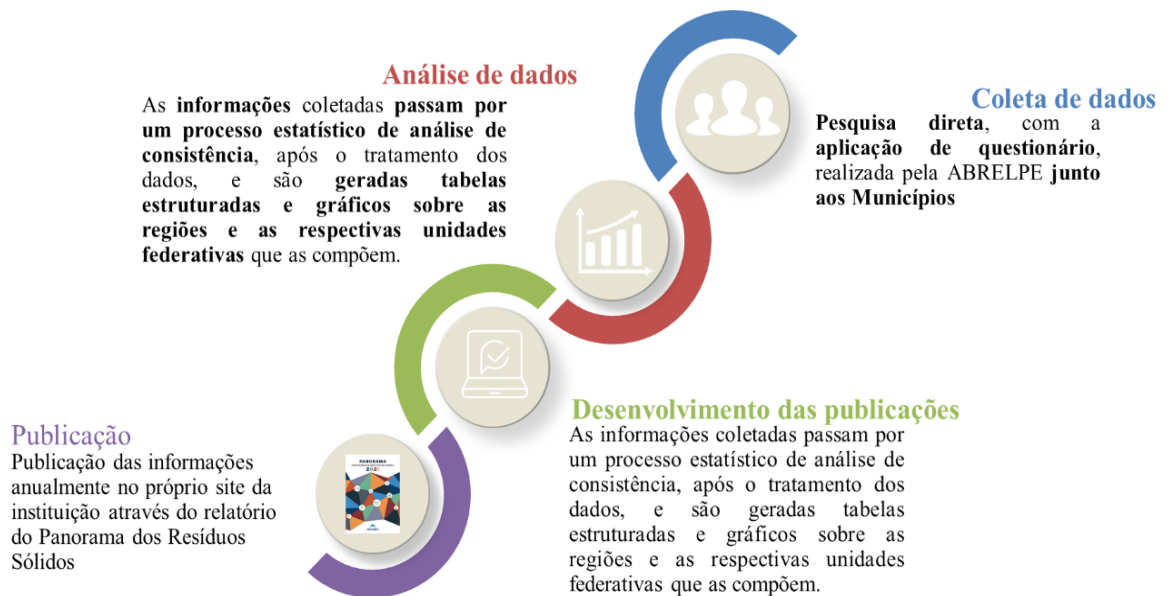 Análise de dados
As informações coletadas passam por
um processo estatístico de análise de
consistência, após o tratamento dos
dados, e são geradas tabelas
estruturadas e gráficos sobre as
regiões e as respectivas unidades
federativas que as compõem.
Coleta de dados
Pesquisa direta, com a
aplicação de questionário,
realizada pela ABRELPE junto
aos Municípios
Desenvolvimento das publicações
As informações coletadas passam por
um processo estatístico de análise de
consistência, após o tratamento dos
dados, e são geradas tabelas
estruturadas e gráficos sobre as
regiões e as respectivas unidades
federativas que as compõem.
Publicação
Publicação das informações
anualmente no próprio site da
instituição através do relatório
do Panorama dos Resíduos
Sólidos
PANORAMA
2021